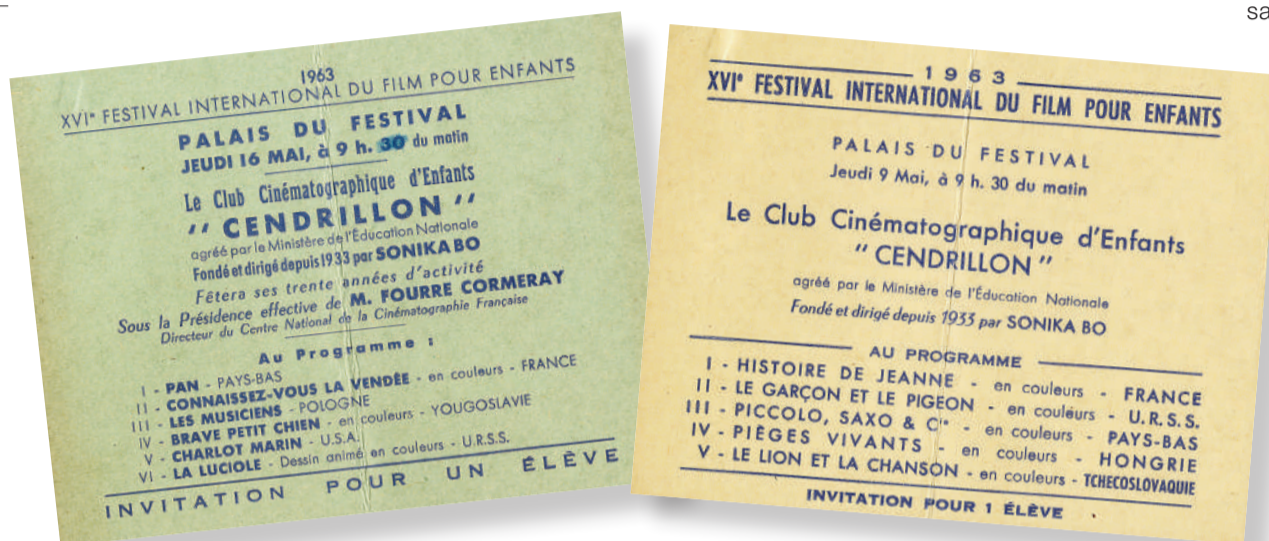 sa
1963
XVIᵉ FESTIVAL INTERNATIONAL DU FILM POUR ENFANTS
PALAIS DU FESTIVAL
JEUDI 16 MAI, à 9 h. 30 du matin
Le Club Cinématographique d'Enfants
" CENDRILLON "
agréé par le Ministère de l'Éducation Nationale
Fondé et dirigé depuis 1933 par SONIKA BO
Fêtera ses trente années d'activité
Sous la Présidence effective de M. FOURRE CORMERAY
Directeur du Centre National de la Cinématographie Française
Au Programme :
I - PAN - PAYS-BAS
II - CONNAISSEZ-VOUS LA VENDÉE - en couleurs - FRANCE
III - LES MUSICIENS - POLOGNE
IV - BRAVE PETIT CHIEN - en couleurs - YOUGOSLAVIE
V - CHARLOT MARIN - U.S.A.
VI - LA LUCIOLE - Dessin animé en couleurs - U.R.S.S.
INVITATION POUR UN ÉLÈVE
1963
XVIᵉ FESTIVAL INTERNATIONAL DU FILM POUR ENFANTS
PALAIS DU FESTIVAL
Jeudi 9 Mai, à 9 h. 30 du matin
Le Club Cinématographique d'Enfants
" CENDRILLON "
agréé par le Ministère de l'Éducation Nationale
Fondé et dirigé depuis 1933 par SONIKA BO
AU PROGRAMME
I - HISTOIRE DE JEANNE - en couleurs - FRANCE
II - LE GARÇON ET LE PIGEON - en couleurs - U.R.S.S.
III - PICCOLO, SAXO & Cⁱᵉ - en couleurs - PAYS-BAS
IV - PIÈGES VIVANTS - en couleurs - HONGRIE
V - LE LION ET LA CHANSON - en couleurs - TCHECOSLOVAQUIE
INVITATION POUR 1 ÉLÈVE